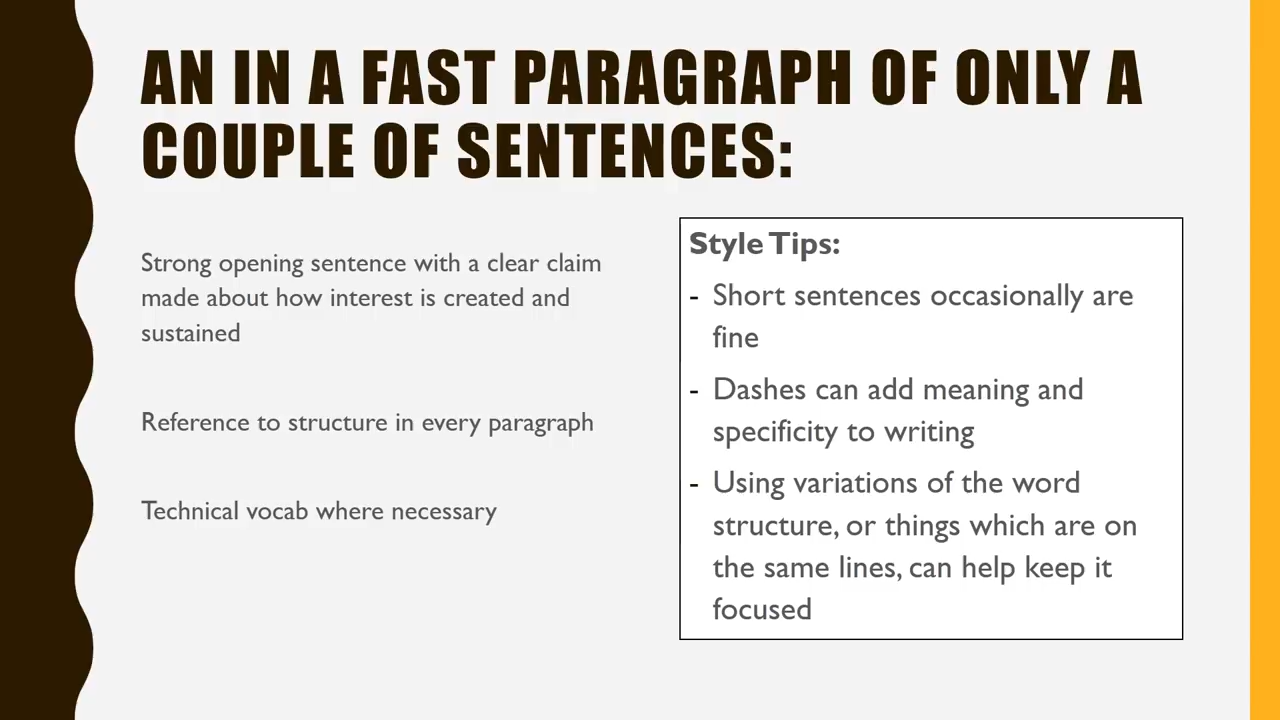 AN IN A FAST PARAGRAPH OF ONLY A
COUPLE OF SENTENCES:
Strong opening sentence with a clear claim
made about how interest is created and
sustained
Reference to structure in every paragraph
Technical vocab where necessary
Style Tips:
- Short sentences occasionally are
fine
- Dashes can add meaning and
specificity to writing
- Using variations of the word
structure, or things which are on
the same lines, can help keep it
focused